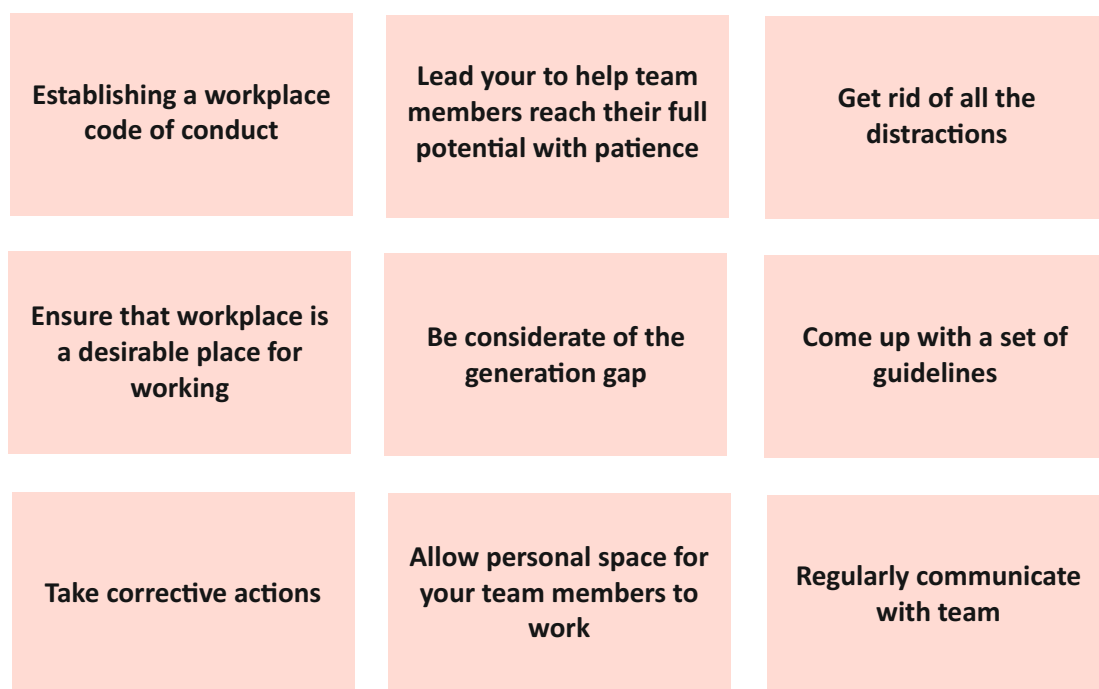 Establishing a workplace
code of conduct
Lead your to help team
members reach their full
potential with patience
Get rid of all the
distractions
Ensure that workplace is
a desirable place for
working
Be considerate of the
generation gap
Come up with a set of
guidelines
Take corrective actions
Allow personal space for
your team members to
work
Regularly communicate
with team